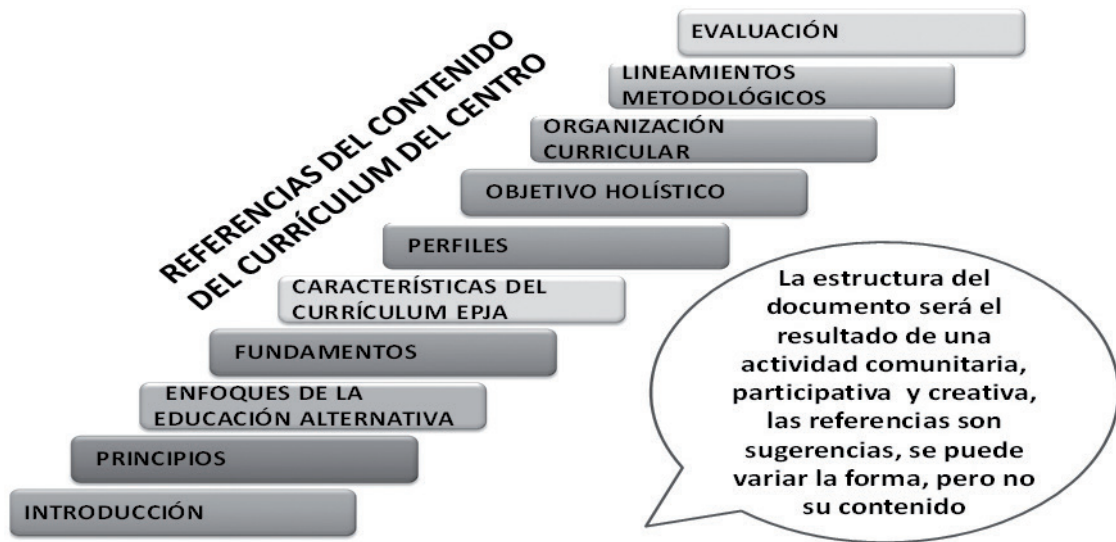 REFERENCIAS DEL CONTENIDO
DEL CURRÍCULUM DEL CENTRO
EVALUACIÓN
LINEAMIENTOS
METODOLÓGICOS
ORGANIZACIÓN
CURRICULAR
OBJETIVO HOLÍSTICO
PERFILES
CARACTERÍSTICAS DEL
CURRÍCULUM EPJA
FUNDAMENTOS
ENFOQUES DE LA
EDUCACIÓN ALTERNATIVA
PRINCIPIOS
INTRODUCCIÓN
La estructura del
documento será el
resultado de una
actividad comunitaria,
participativa y creativa,
las referencias son
sugerencias, se puede
variar la forma, pero no
su contenido